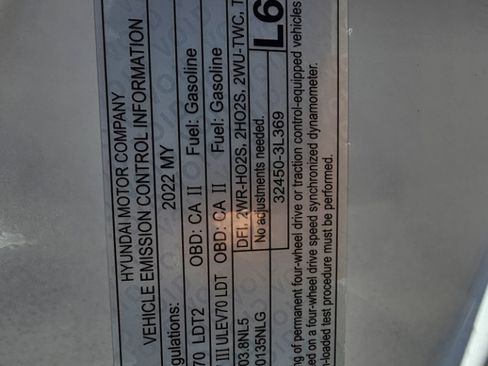 HYUNDAI MOTOR COMPANY
VEHICLE EMISSION CONTROL INFORMATION
egulations: 2022 MY
70 LDT2 OBD: CA II Fuel: Gasoline
III ULEV70 LDT OBD: CA II Fuel: Gasoline
03.8NL5 DFI, 2WR-HO2S, 2HO2S, 2WU-TWC, T
0135NLG No adjustments needed.
32450-3L369
L6
ng of permanent four-wheel drive or traction control-equipped vehicles
ed on a four-wheel drive speed synchronized dynamometer.
-loaded test procedure must be performed.